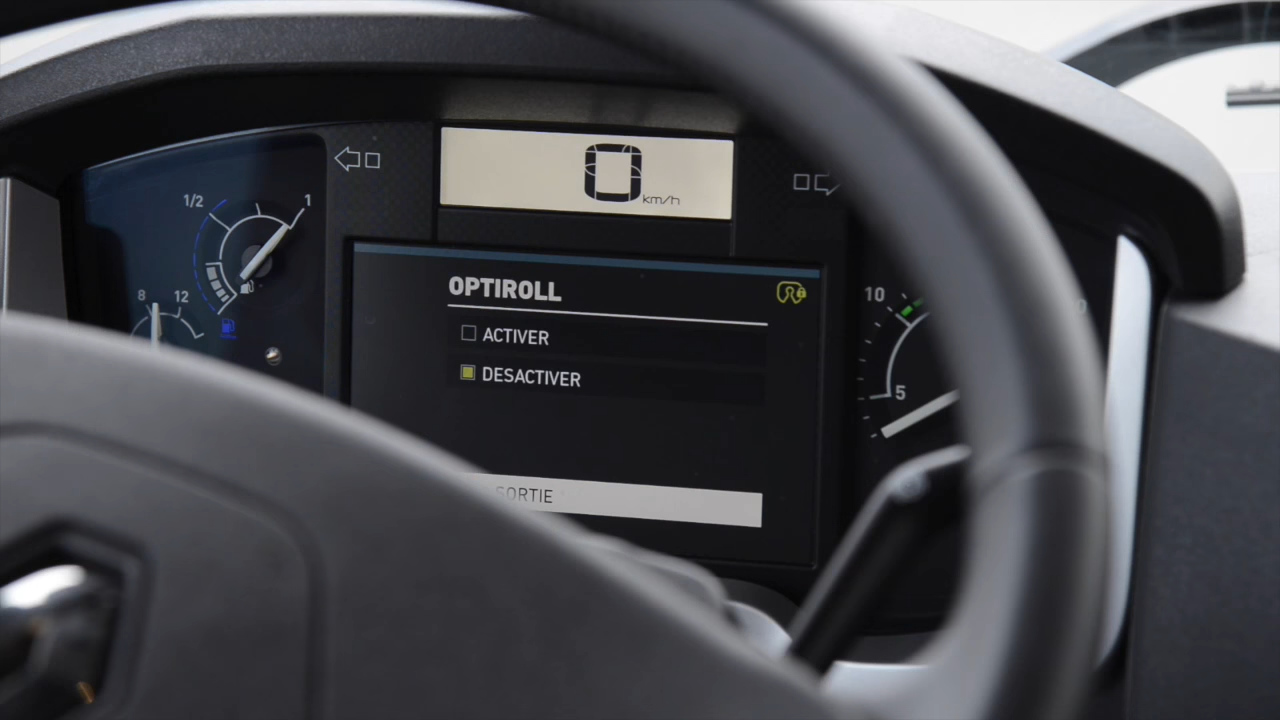 0 km/h
1/2 1
8 12
OPTIROLL
ACTIVER
DESACTIVER
SORTIE
10
5